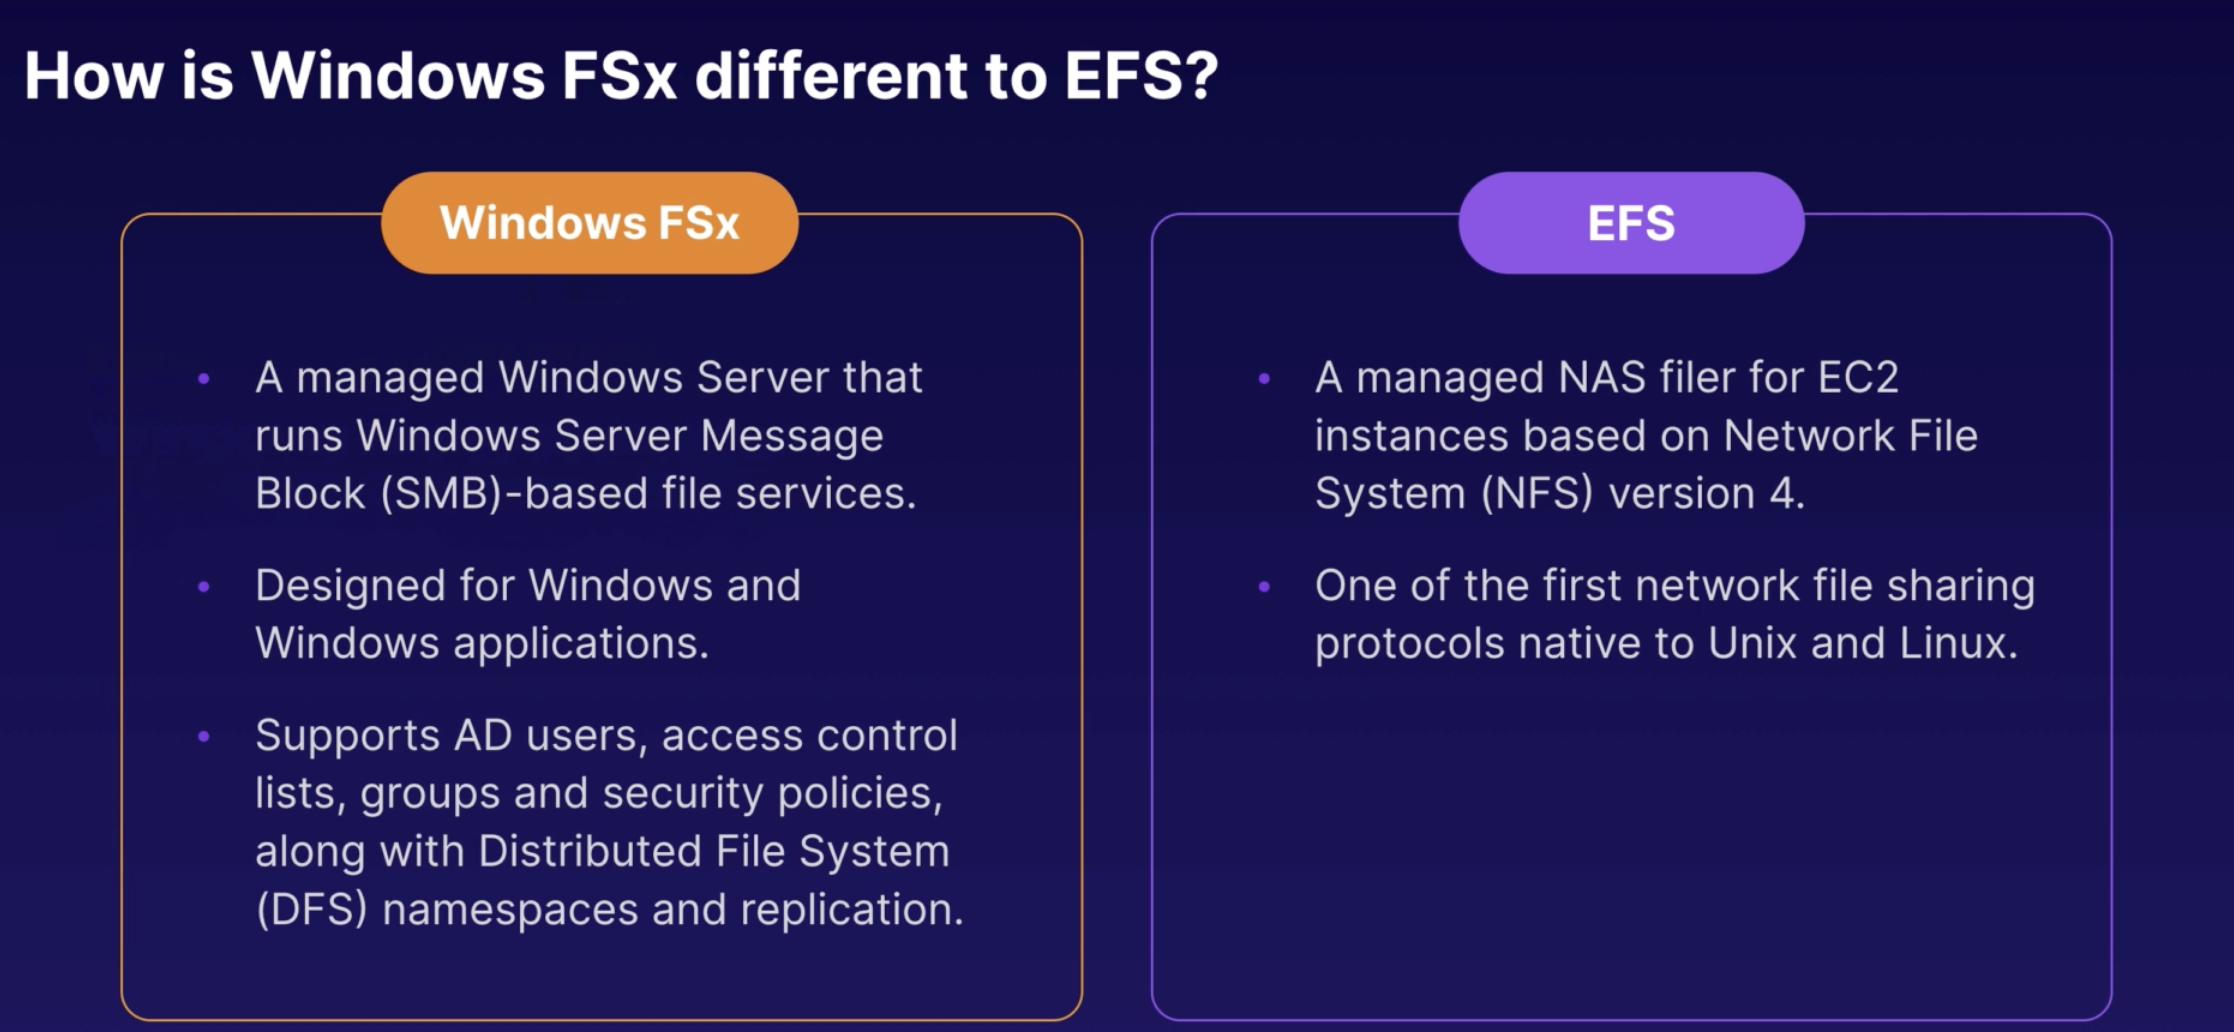 How is Windows FSx different to EFS?
Windows FSx
• A managed Windows Server that
runs Windows Server Message
Block (SMB)-based file services.
• Designed for Windows and
Windows applications.
• Supports AD users, access control
lists, groups and security policies,
along with Distributed File System
(DFS) namespaces and replication.
EFS
• A managed NAS filer for EC2
instances based on Network File
System (NFS) version 4.
• One of the first network file sharing
protocols native to Unix and Linux.